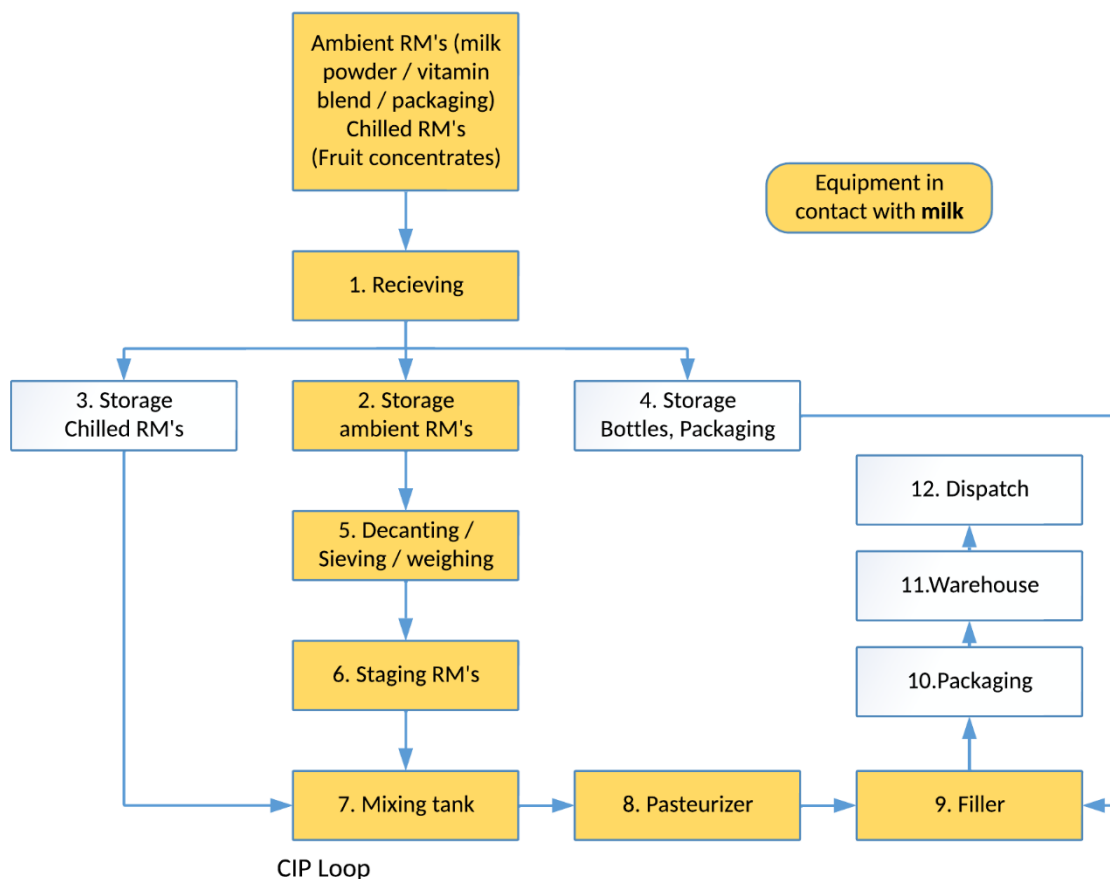 Ambient RM's (milk
powder / vitamin
blend / packaging)
Chilled RM's
(Fruit concentrates)
Equipment in
contact with milk
1. Recieving
3. Storage
Chilled RM's
2. Storage
ambient RM's
4. Storage
Bottles, Packaging
12. Dispatch
5. Decanting /
Sieving / weighing
11.Warehouse
6. Staging RM's
10.Packaging
7. Mixing tank
8. Pasteurizer
9. Filler
CIP Loop